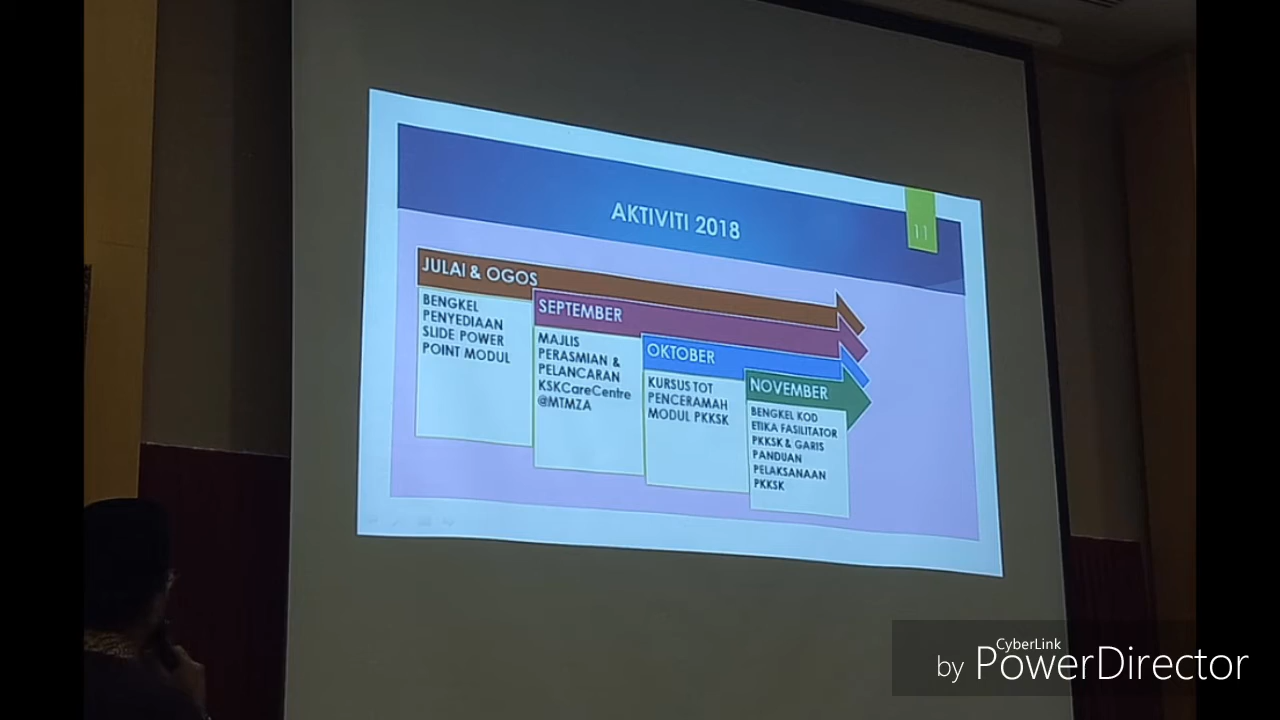 AKTIVITI 2018
11
JULAI & OGOS
BENGKEL
PENYEDIAAN
SLIDE POWER
POINT MODUL
SEPTEMBER
MAJLIS
PERASMIAN &
PELANCARAN
KSKCareCentre
@MTMZA
OKTOBER
KURSUS TOT
PENCERAMAH
MODUL PKKSK
NOVEMBER
BENGKEL KOD
ETIKA FASILITATOR
PKKSK & GARIS
PANDUAN
PELAKSANAAN
PKKSK
CyberLink
by PowerDirector